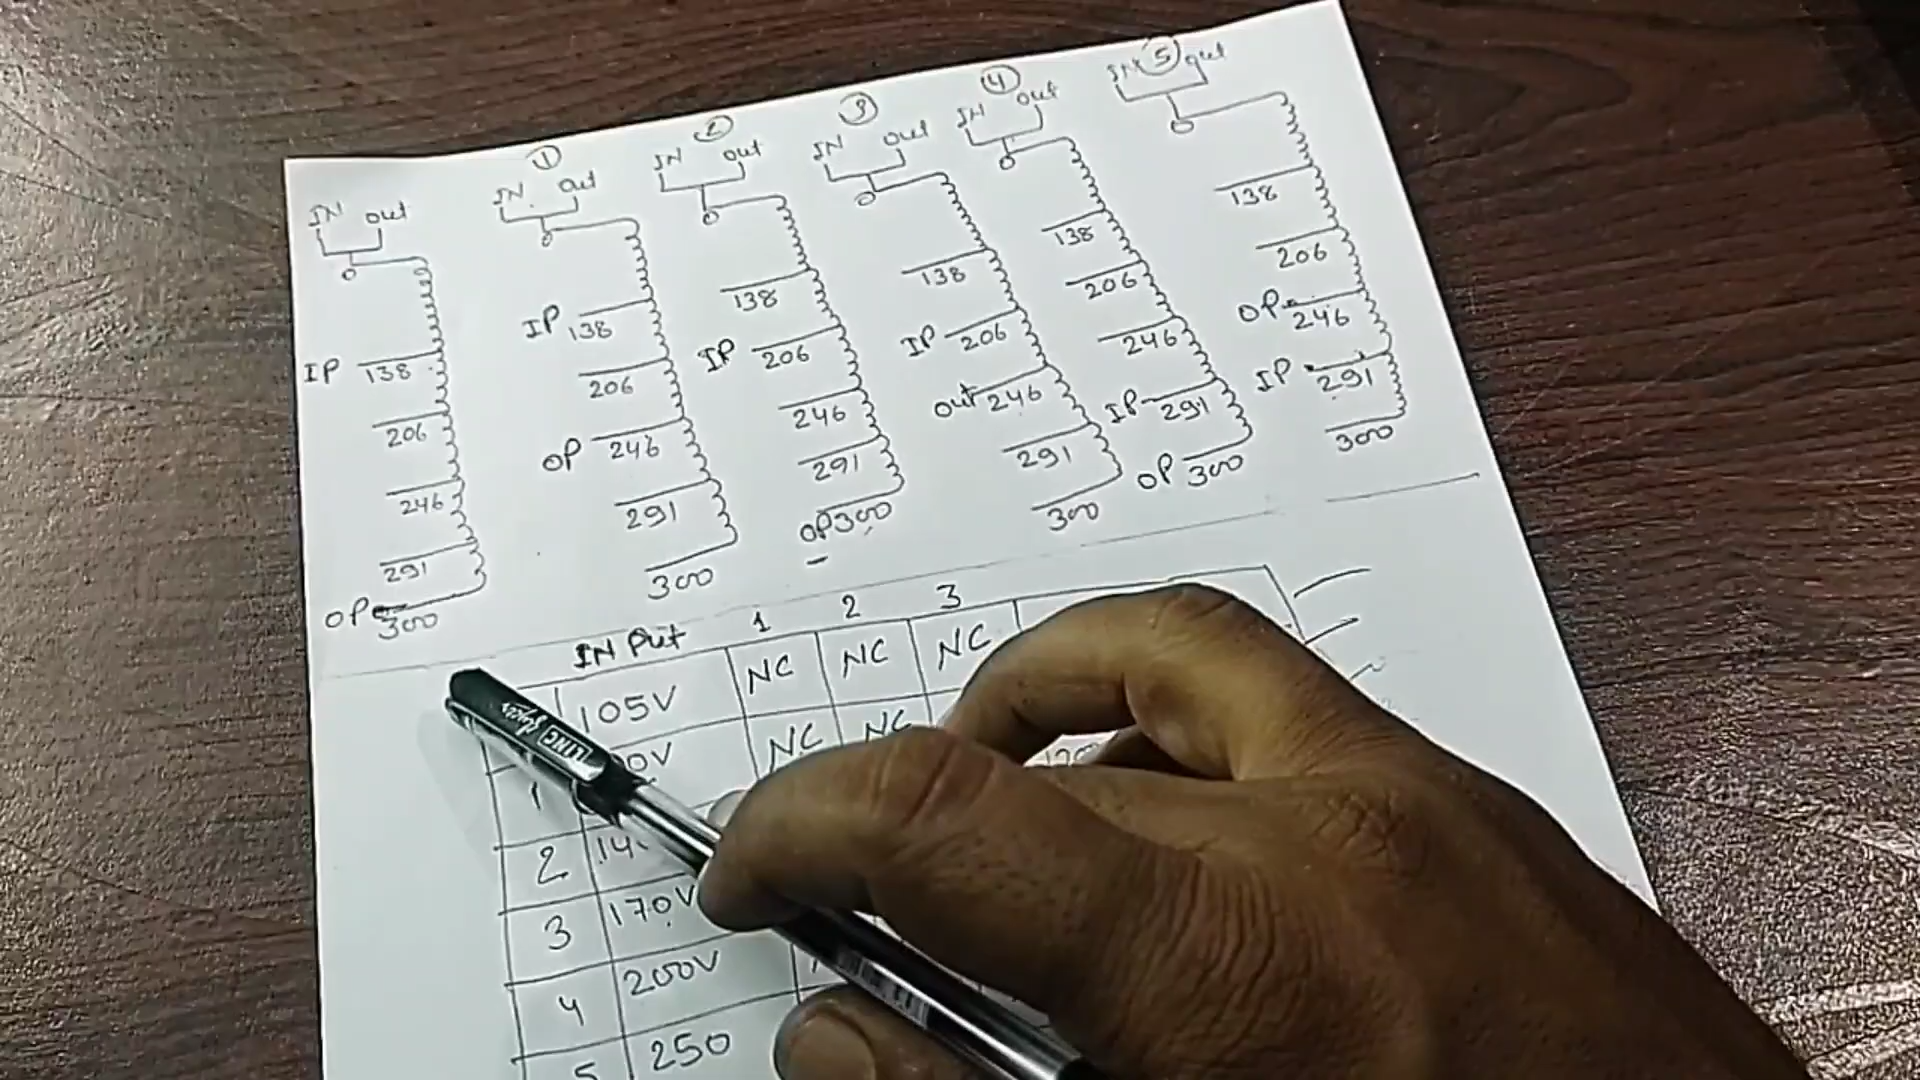 IN out
IP 138
206
246
291
OP 300
1
IN out
IP 138
206
OP 246
291
300
2
IN out
138
IP 206
246
291
OP 300
3
IN out
138
IP 206
out 246
291
300
4
IN out
138
206
246
IP 291
OP 300
5
IN out
138
206
OP 246
IP 291
300
IN Put 1 2 3
105V NC NC NC
1 0V NC NC
2 14
3 170V
4 200V
5 250